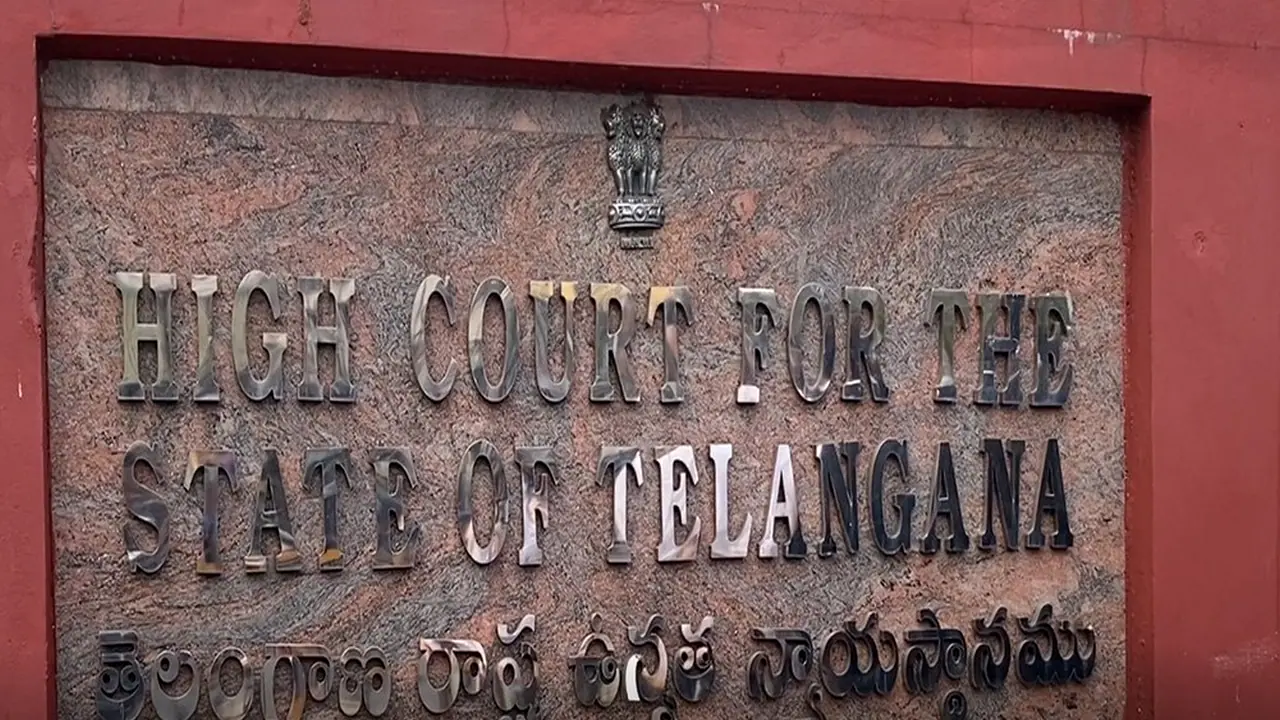 HIGH COURT FOR THE
STATE OF TELANGANA
తెలంగాణ రాష్ట్ర ఉన్నత న్యాయస్థానము